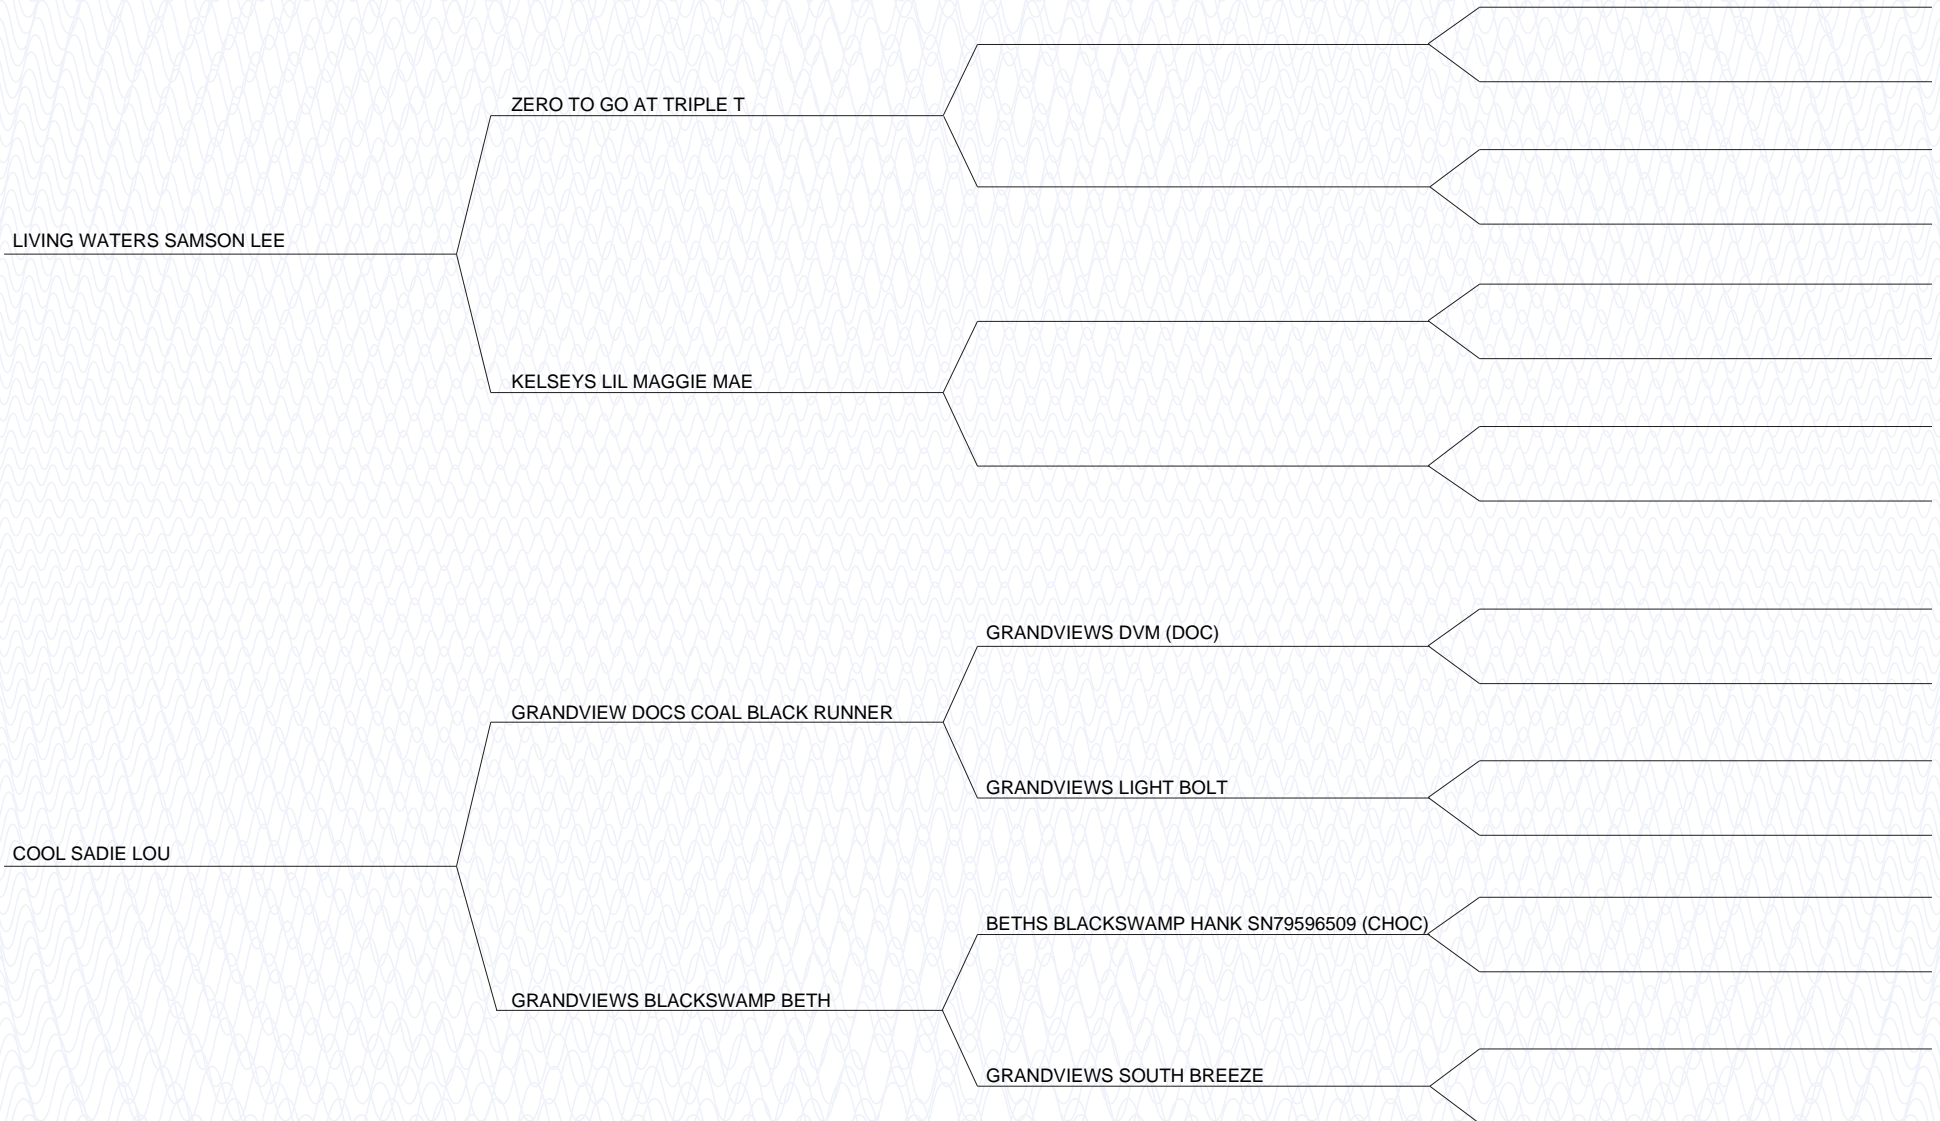 ZERO TO GO AT TRIPLE T
LIVING WATERS SAMSON LEE
KELSEYS LIL MAGGIE MAE
GRANDVIEWS DVM (DOC)
GRANDVIEW DOCS COAL BLACK RUNNER
GRANDVIEWS LIGHT BOLT
COOL SADIE LOU
BETHS BLACKSWAMP HANK SN79596509 (CHOC)
GRANDVIEWS BLACKSWAMP BETH
GRANDVIEWS SOUTH BREEZE